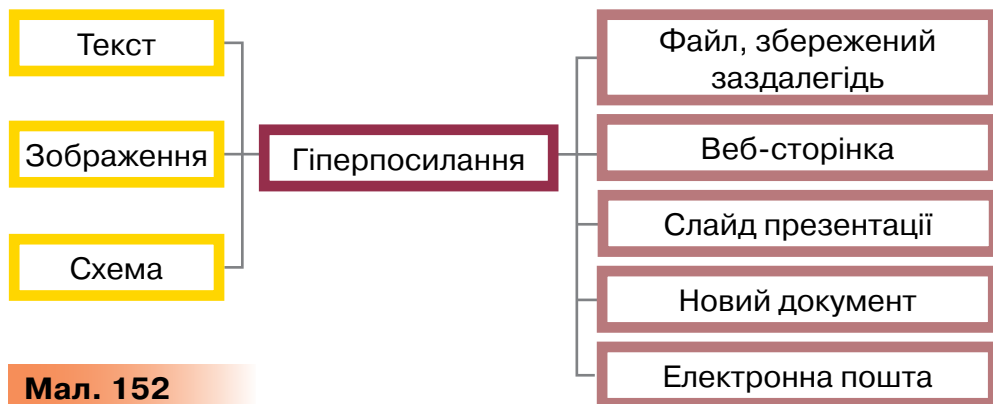 Текст
Зображення
Схема
Гіперпосилання
Файл, збережений
заздалегідь
Веб-сторінка
Слайд презентації
Новий документ
Електронна пошта
Мал. 152